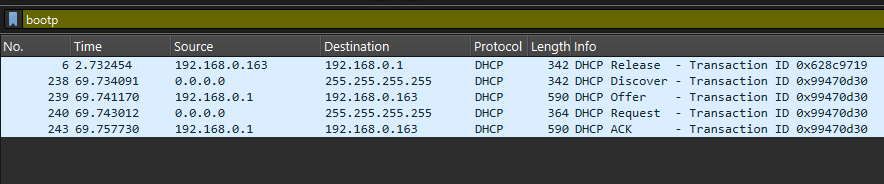 bootp
No. Time Source Destination Protocol Length Info
6 2.732454 192.168.0.163 192.168.0.1 DHCP 342 DHCP Release - Transaction ID 0x628c9719
238 69.734091 0.0.0.0 255.255.255.255 DHCP 342 DHCP Discover - Transaction ID 0x99470d30
239 69.741170 192.168.0.1 192.168.0.163 DHCP 590 DHCP Offer - Transaction ID 0x99470d30
240 69.743012 0.0.0.0 255.255.255.255 DHCP 364 DHCP Request - Transaction ID 0x99470d30
243 69.757730 192.168.0.1 192.168.0.163 DHCP 590 DHCP ACK - Transaction ID 0x99470d30